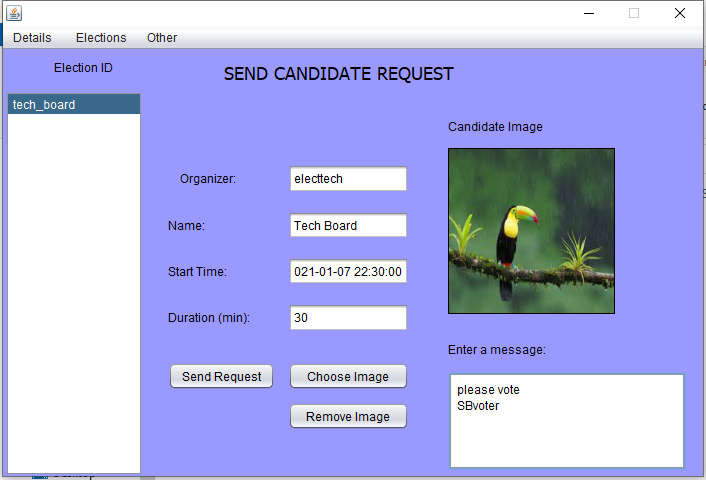 Details Elections Other
Election ID
SEND CANDIDATE REQUEST
tech_board
Candidate Image
Organizer: electtech
Name: Tech Board
Start Time: 021-01-07 22:30:00
Duration (min): 30
Enter a message:
Send Request Choose Image
please vote
SBvoter
Remove Image